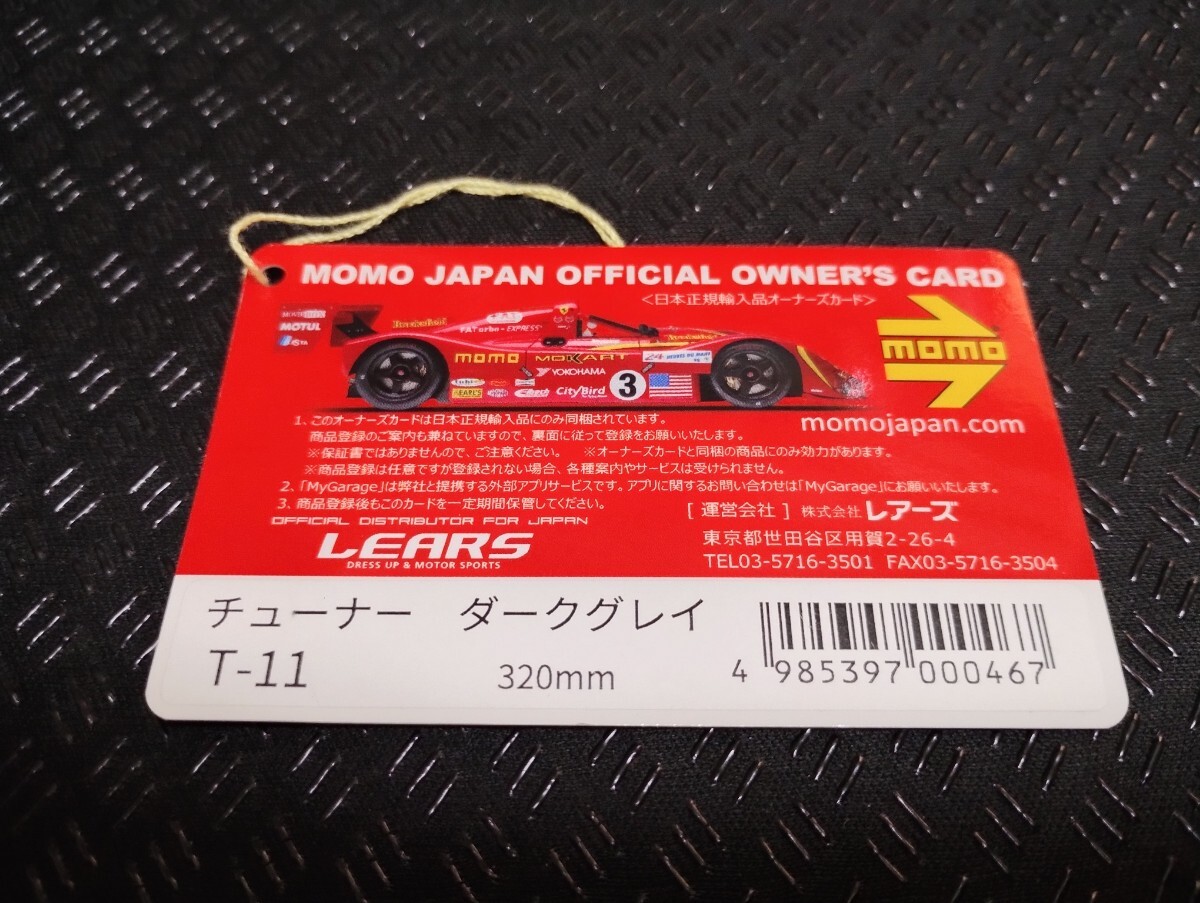 MOMO JAPAN OFFICIAL OWNER'S CARD
<日本正規輸入品オーナーズカード>
MOTUL
momo
MOMOKART
YOKOHAMA
EARL'S
CityBird
3
momo
momojapan.com
1、このオーナーズカードは日本正規輸入品にのみ同梱されています。
商品登録のご案内も兼ねていますので、裏面に従って登録をお願いいたします。
※保証書ではありませんので、ご注意ください。 ※オーナーズカードと同梱の商品にのみ効力があります。
※商品登録は任意ですが登録されない場合、各種案内やサービスは受けられません。
2、「MyGarage」は弊社と提携する外部アプリサービスです。アプリに関するお問い合わせは「MyGarage」にお願いいたします。
3、商品登録後もこのカードを一定期間保管してください。
OFFICIAL DISTRIBUTOR FOR JAPAN
LEARS
DRESS UP & MOTOR SPORTS
[ 運営会社 ] 株式会社 レアーズ
東京都世田谷区用賀2-26-4
TEL03-5716-3501 FAX03-5716-3504
チューナー ダークグレイ
T-11 320mm
4 985397 000467